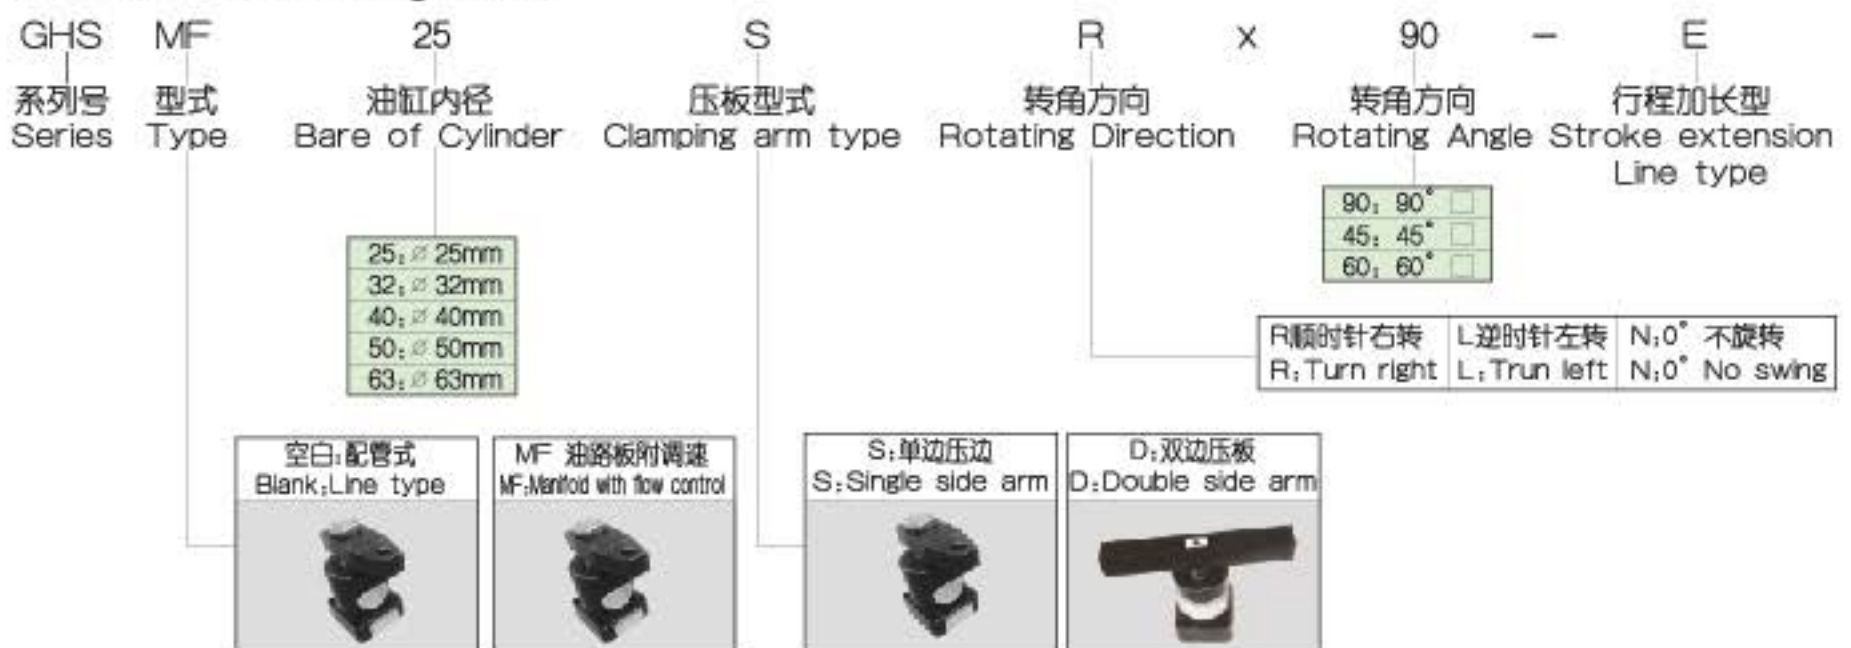 GHS MF 25 S R x 90 - E
系列号 型式 油缸内径 压板型式 转角方向 转角方向 行程加长型
Series Type Bare of Cylinder Clamping arm type Rotating Direction Rotating Angle Stroke extension
Line type
90: 90° □
45: 45° □
60: 60° □
25: ∅ 25mm
32: ∅ 32mm
40: ∅ 40mm
50: ∅ 50mm
63: ∅ 63mm
R顺时针右转 L逆时针左转 N:0° 不旋转
R:Turn right L:Trun left N:0° No swing
空白:配管式 MF 油路板附调速 S:单边压边 D:双边压板
Blank:Line type MF:Manifod with flow control S:Single side arm D:Double side arm